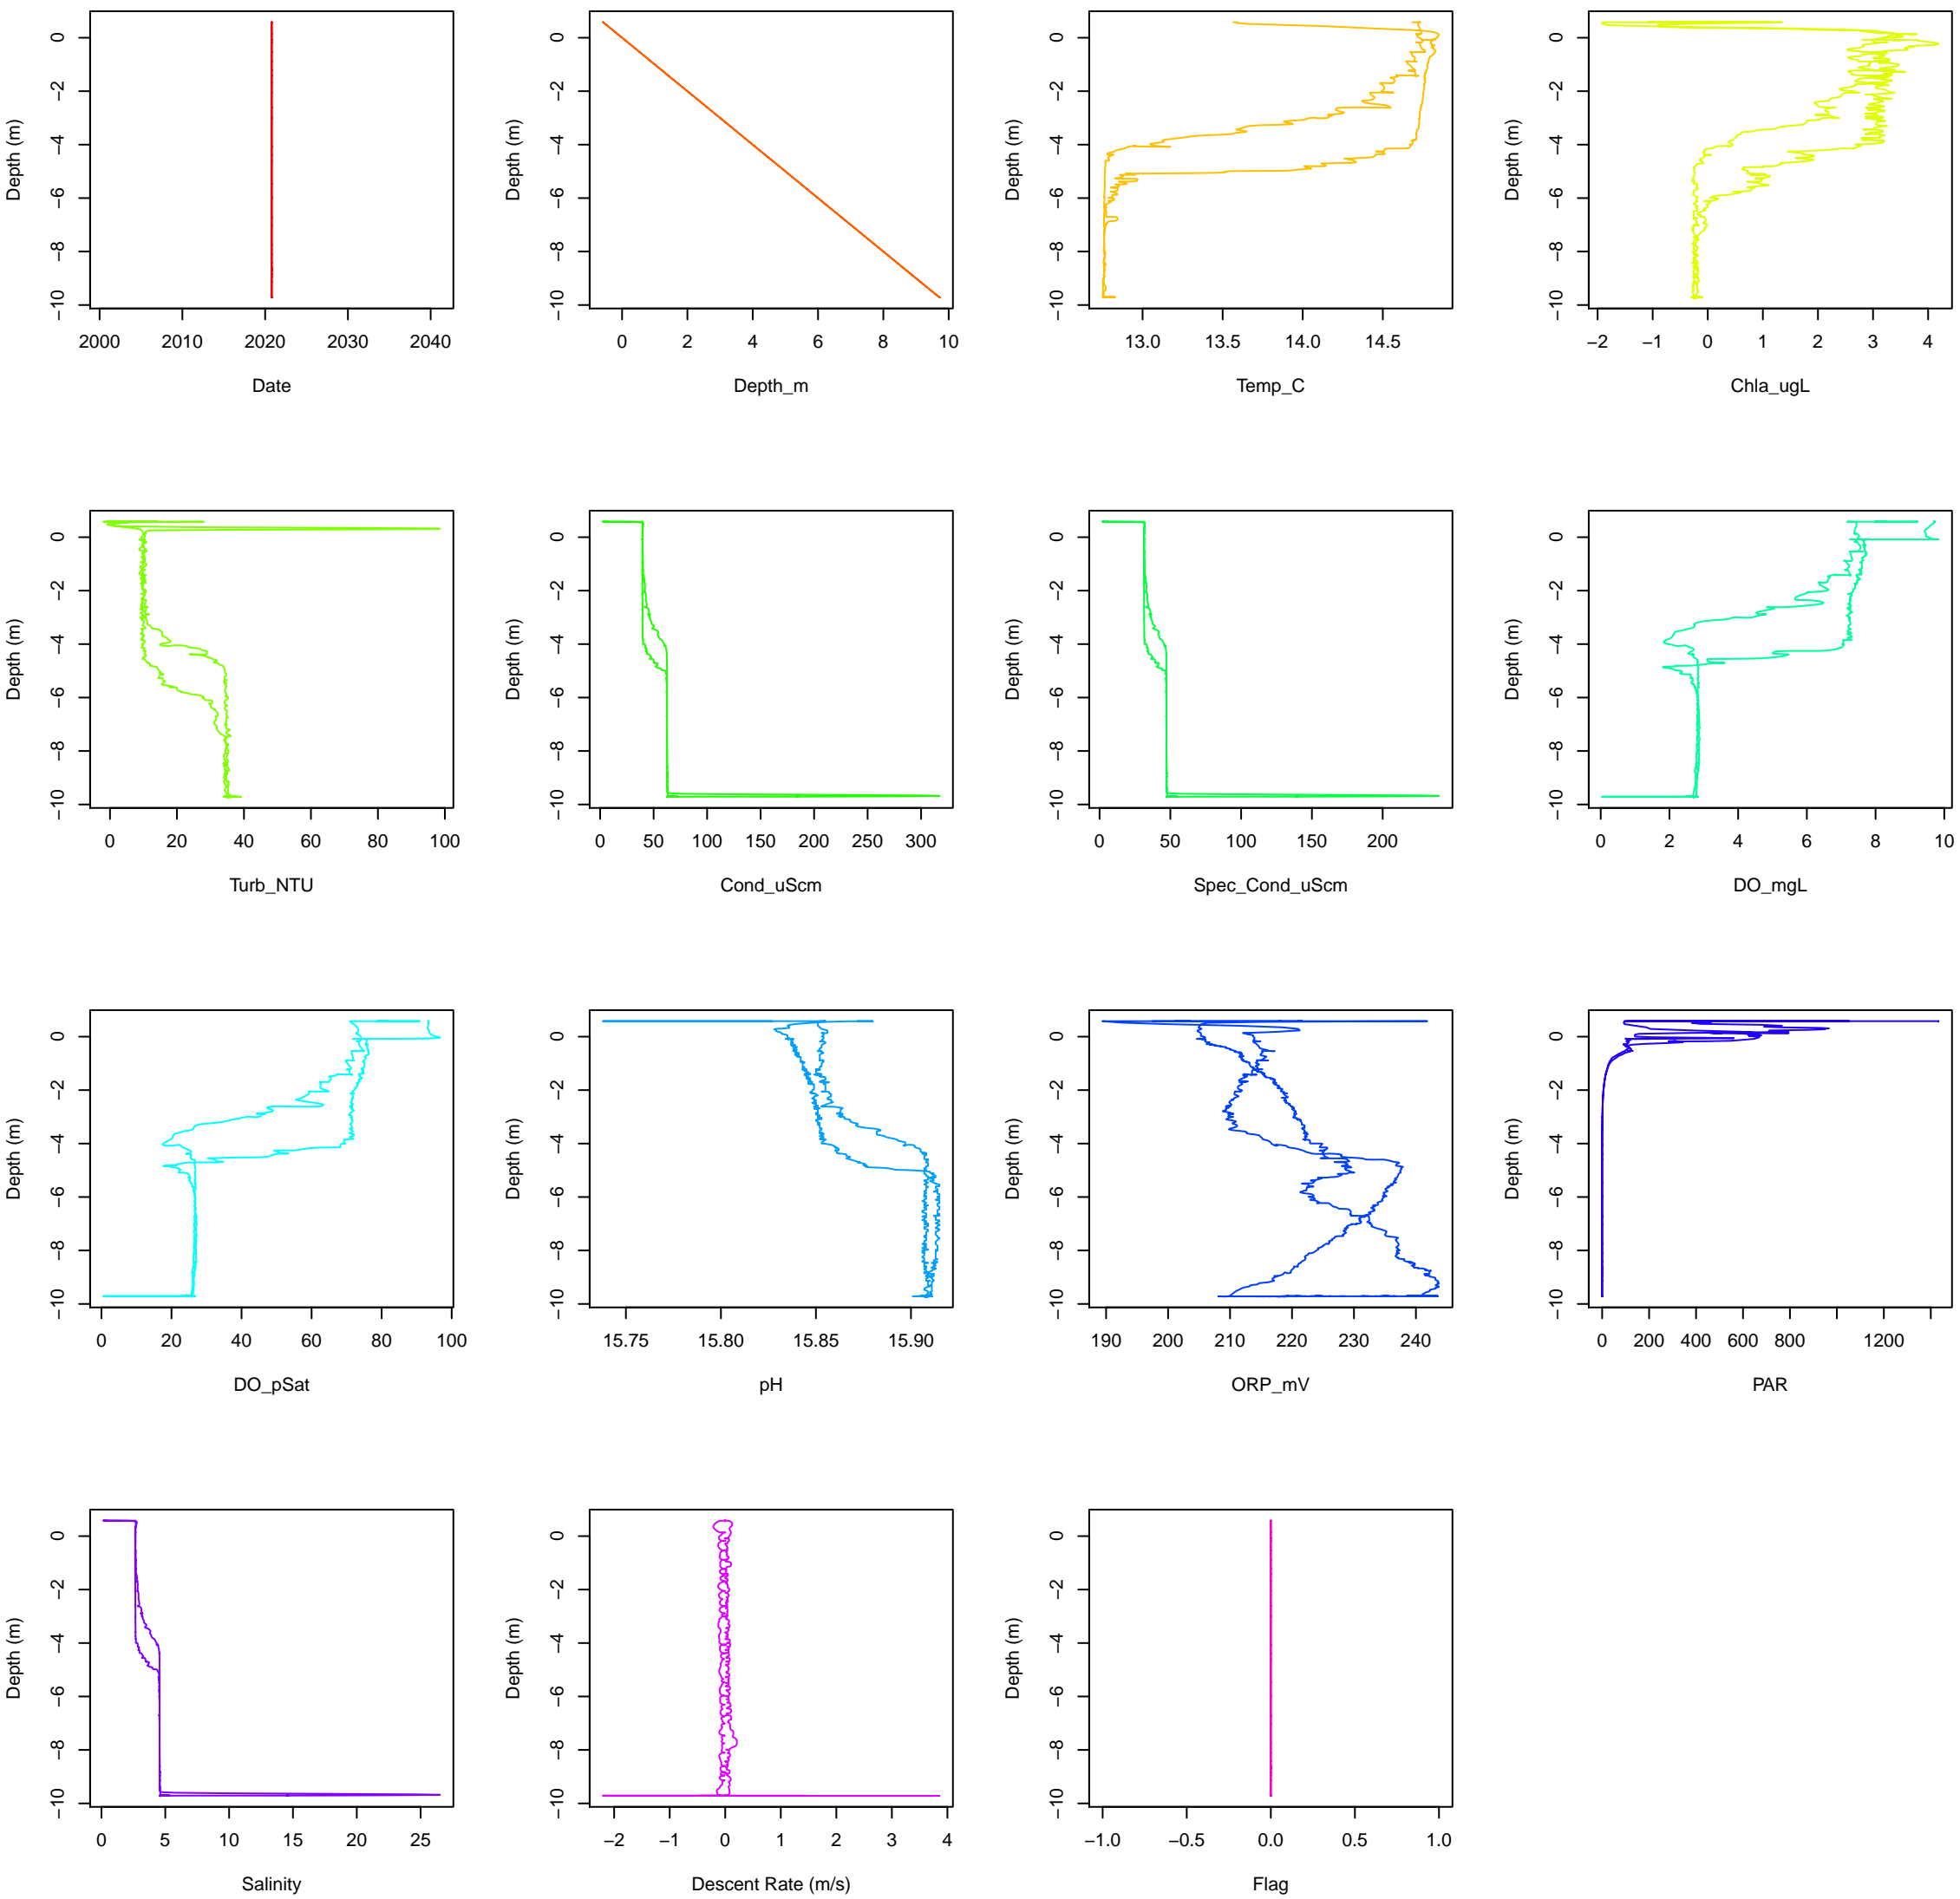 Depth (m)
0
−2
−4
−6
−8
−10
2000 2010 2020 2030 2040
Date
Depth (m)
0
−2
−4
−6
−8
−10
0 2 4 6 8 10
Depth_m
Depth (m)
0
−2
−4
−6
−8
−10
13.0 13.5 14.0 14.5
Temp_C
Depth (m)
0
−2
−4
−6
−8
−10
−2 −1 0 1 2 3 4
Chla_ugL
Depth (m)
0
−2
−4
−6
−8
−10
0 20 40 60 80 100
Turb_NTU
Depth (m)
0
−2
−4
−6
−8
−10
0 50 100 150 200 250 300
Cond_uScm
Depth (m)
0
−2
−4
−6
−8
−10
0 50 100 150 200
Spec_Cond_uScm
Depth (m)
0
−2
−4
−6
−8
−10
0 2 4 6 8 10
DO_mgL
Depth (m)
0
−2
−4
−6
−8
−10
0 20 40 60 80 100
DO_pSat
Depth (m)
0
−2
−4
−6
−8
−10
15.75 15.80 15.85 15.90
pH
Depth (m)
0
−2
−4
−6
−8
−10
190 200 210 220 230 240
ORP_mV
Depth (m)
0
−2
−4
−6
−8
−10
0 200 400 600 800 1200
PAR
Depth (m)
0
−2
−4
−6
−8
−10
0 5 10 15 20 25
Salinity
Depth (m)
0
−2
−4
−6
−8
−10
−2 −1 0 1 2 3 4
Descent Rate (m/s)
Depth (m)
0
−2
−4
−6
−8
−10
−1.0 −0.5 0.0 0.5 1.0
Flag